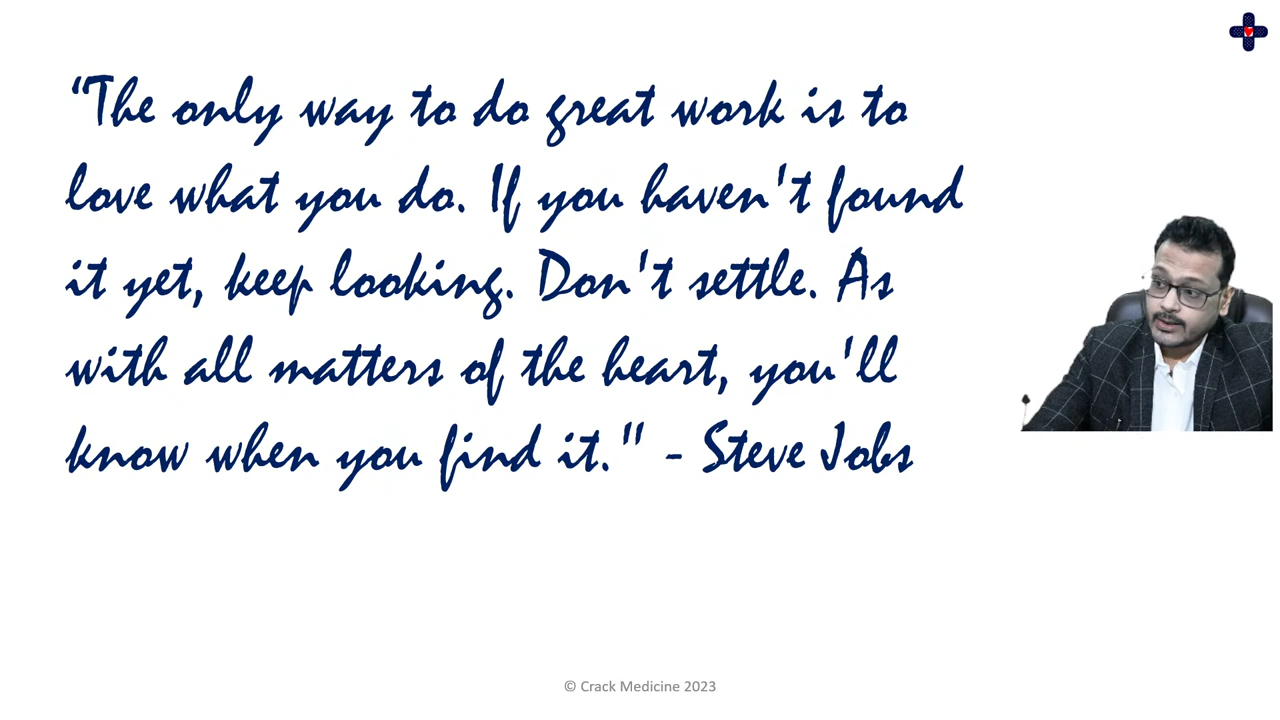 “The only way to do great work is to
love what you do. If you haven't found
it yet, keep looking. Don't settle. As
with all matters of the heart, you'll
know when you find it." - Steve Jobs
© Crack Medicine 2023